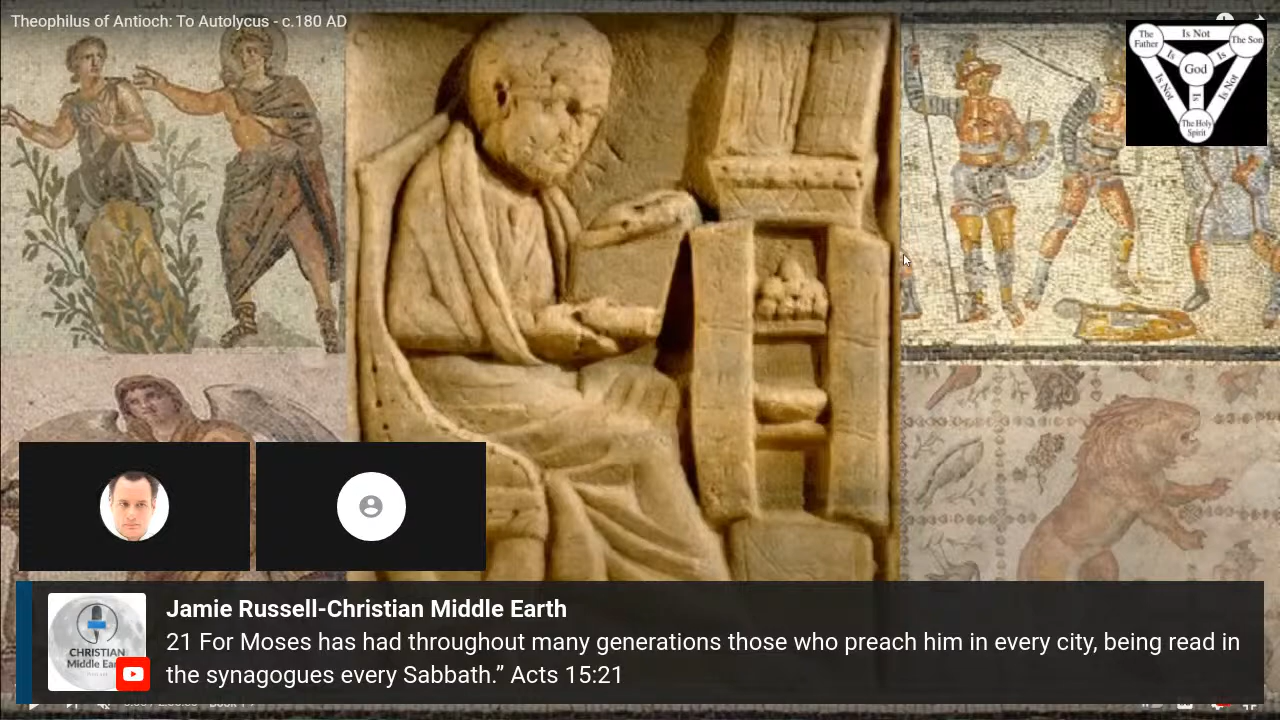 Theophilus of Antioch: To Autolycus - c.180 AD
The Father
Is Not
The Son
Is
Is
God
Is Not
Is
Is Not
The Holy Spirit
Jamie Russell-Christian Middle Earth
21 For Moses has had throughout many generations those who preach him in every city, being read in
the synagogues every Sabbath.” Acts 15:21
CHRISTIAN